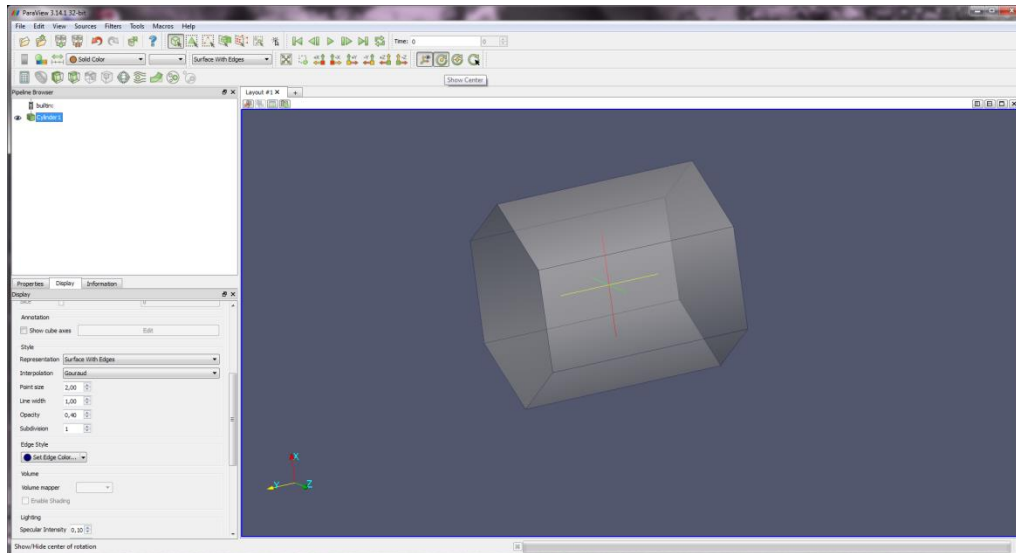 ParaView 3.14.1 32-bit
File Edit View Sources Filters Tools Macros Help
Time: 0 0
Solid Color Surface With Edges
Show Center
Pipeline Browser
Layout #1
builtin:
Cylinder1
Properties Display Information
Display
Slice 0
Annotation
Show cube axes Edit
Style
Representation Surface With Edges
Interpolation Gouraud
Point size 2,00
Line width 1,00
Opacity 0,40
Subdivision 1
Edge Style
Set Edge Color...
Volume
Volume mapper
Enable Shading
Lighting
Specular Intensity 0,10
X
Y Z
Show/Hide center of rotation